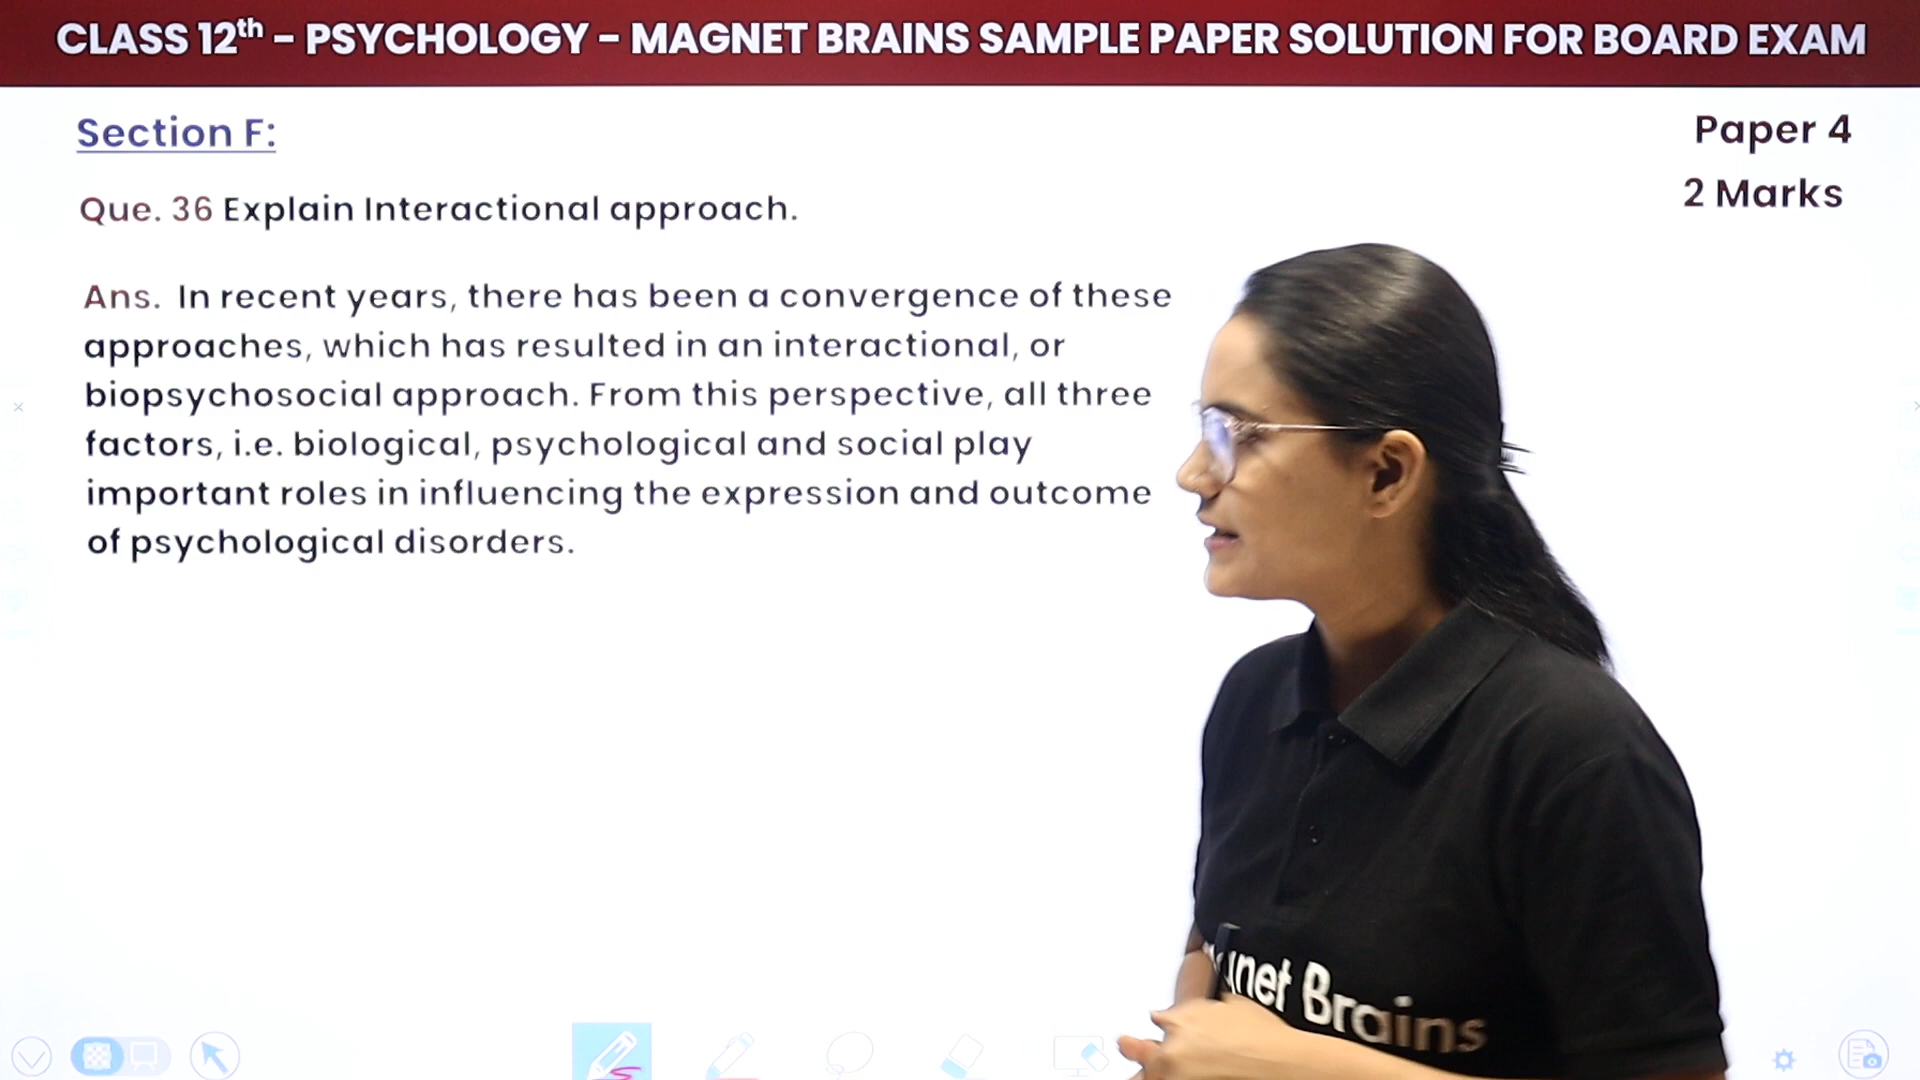 CLASS 12th – PSYCHOLOGY – MAGNET BRAINS SAMPLE PAPER SOLUTION FOR BOARD EXAM
Section F:
Paper 4
2 Marks
Que. 36 Explain Interactional approach.
Ans. In recent years, there has been a convergence of these
approaches, which has resulted in an interactional, or
biopsychosocial approach. From this perspective, all three
factors, i.e. biological, psychological and social play
important roles in influencing the expression and outcome
of psychological disorders.
Brains